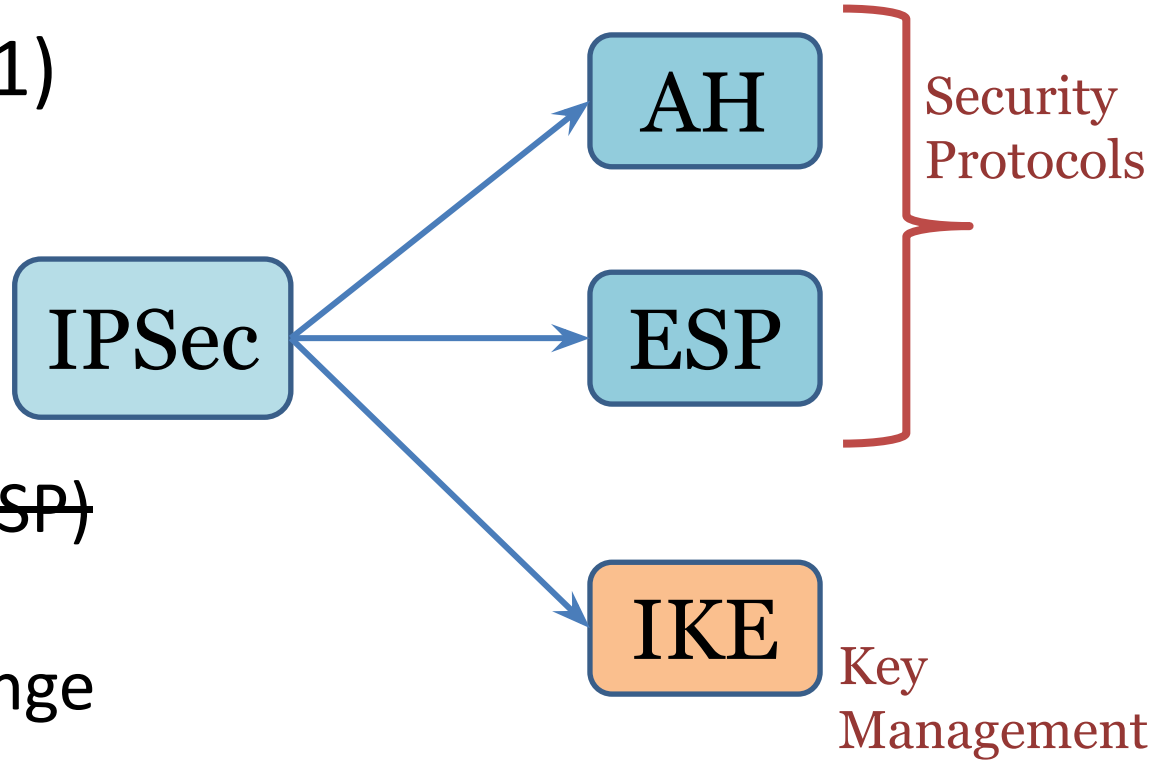 1)
AH
Security
Protocols
IPSec
ESP
SP)
IKE
nge
Key
Management